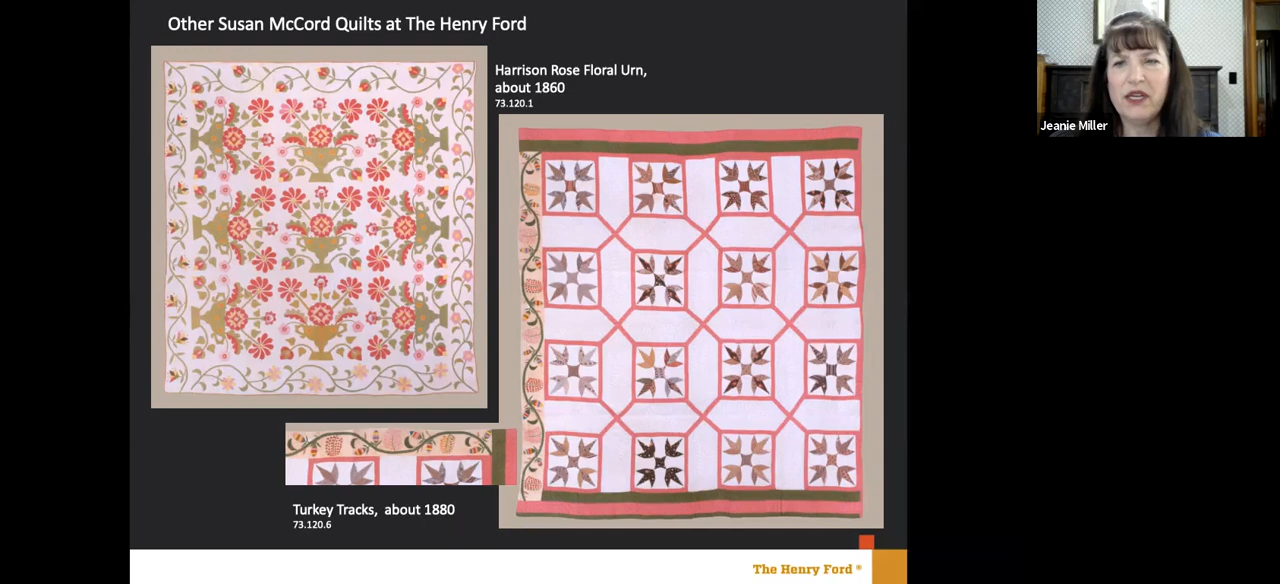 Other Susan McCord Quilts at The Henry Ford
Harrison Rose Floral Urn,
about 1860
73.120.1
Jeanie Miller
Turkey Tracks, about 1880
73.120.6
The Henry Ford ®